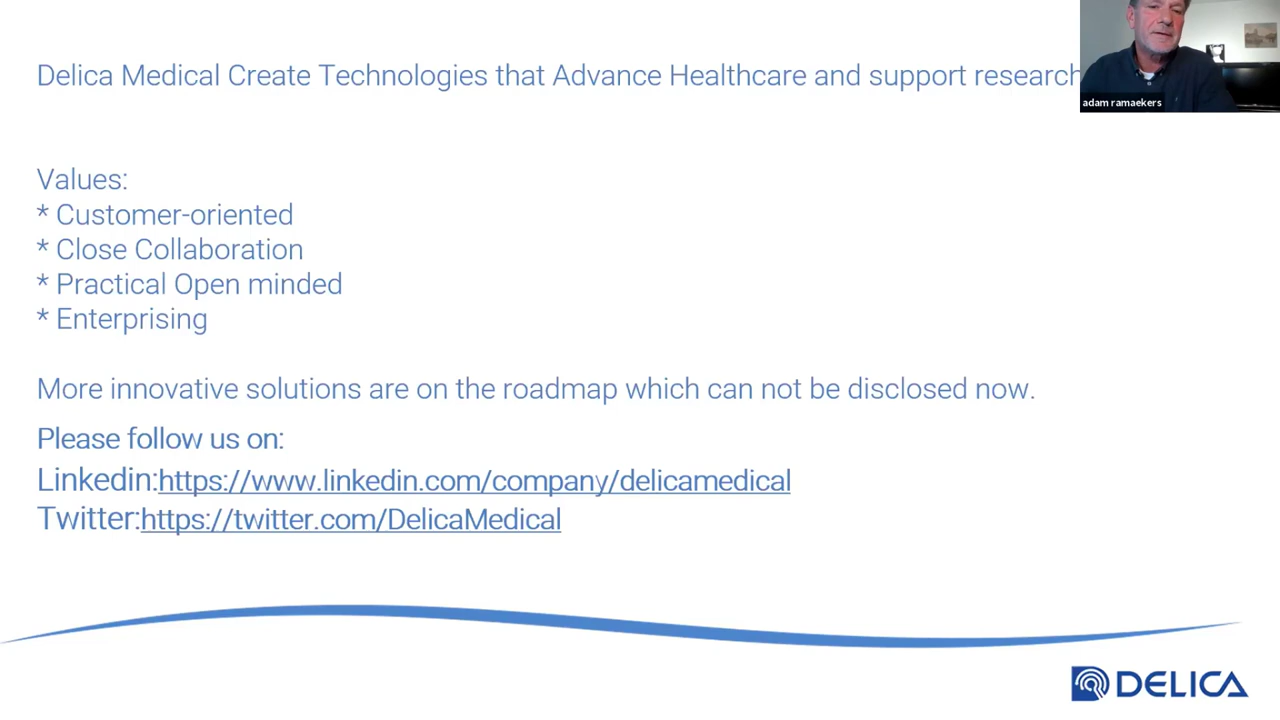 Delica Medical Create Technologies that Advance Healthcare and support research
adam ramaekers
Values:
* Customer-oriented
* Close Collaboration
* Practical Open minded
* Enterprising
More innovative solutions are on the roadmap which can not be disclosed now.
Please follow us on:
Linkedin:https://www.linkedin.com/company/delicamedical
Twitter:https://twitter.com/DelicaMedical
DELICA